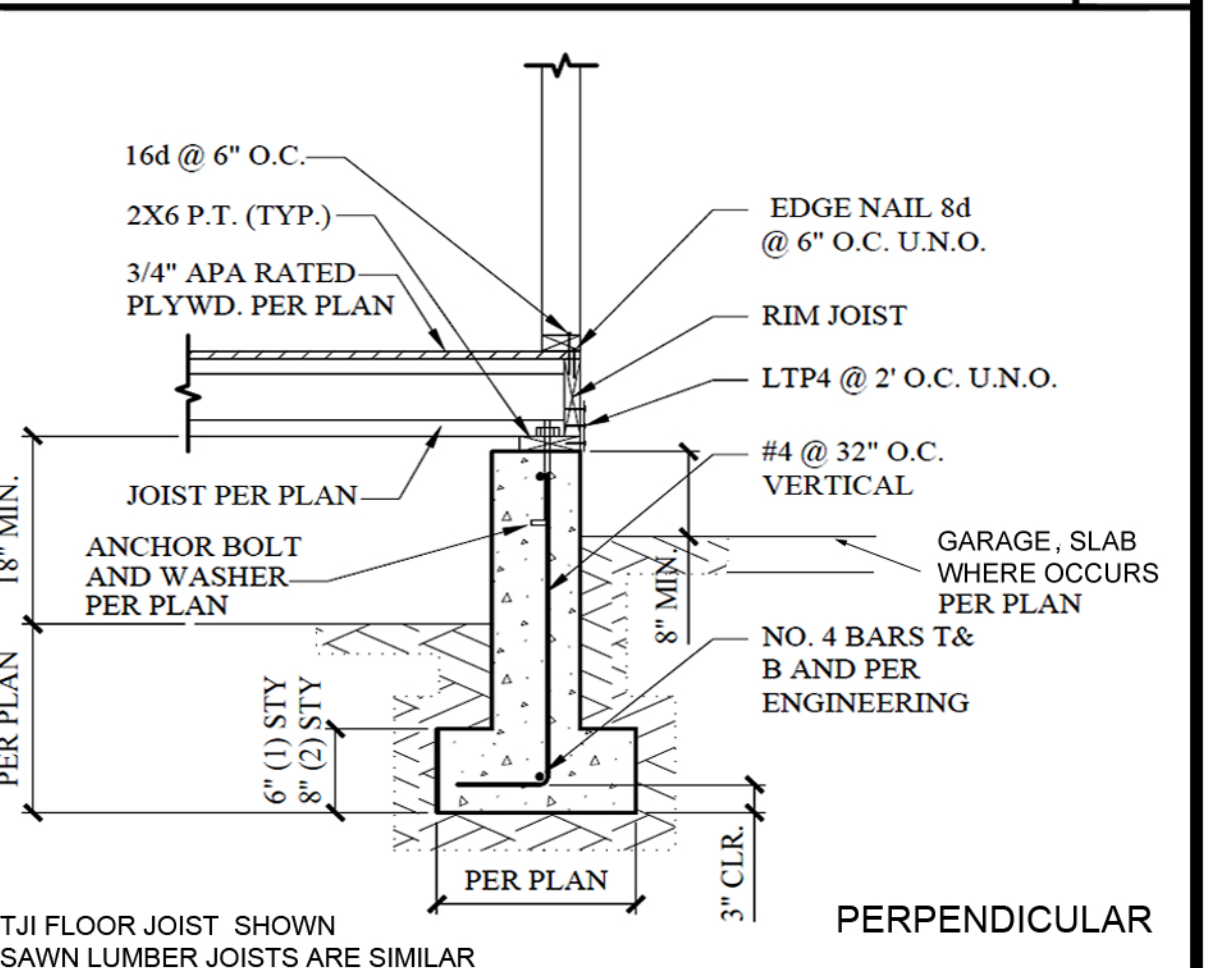 16d @ 6" O.C.
2X6 P.T. (TYP.)
3/4" APA RATED
PLYWD. PER PLAN
JOIST PER PLAN
ANCHOR BOLT
AND WASHER
PER PLAN
18" MIN.
PER PLAN
6" (1) STY
8" (2) STY
PER PLAN
EDGE NAIL 8d
@ 6" O.C. U.N.O.
RIM JOIST
LTP4 @ 2' O.C. U.N.O.
#4 @ 32" O.C.
VERTICAL
8" MIN.
GARAGE, SLAB
WHERE OCCURS
PER PLAN
NO. 4 BARS T&
B AND PER
ENGINEERING
3" CLR.
PERPENDICULAR
TJI FLOOR JOIST SHOWN
SAWN LUMBER JOISTS ARE SIMILAR